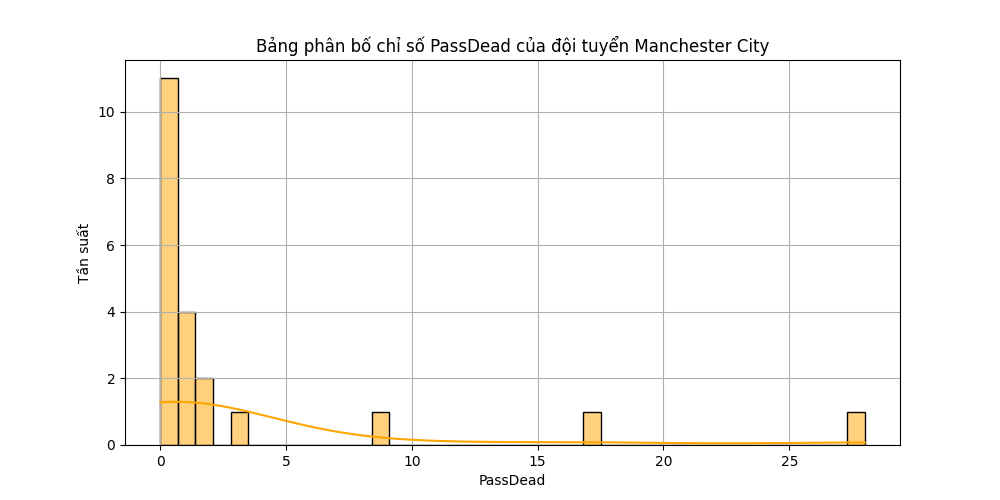 Bảng phân bố chỉ số PassDead của đội tuyển Manchester City
Tần suất
10
8
6
4
2
0
0 5 10 15 20 25
PassDead